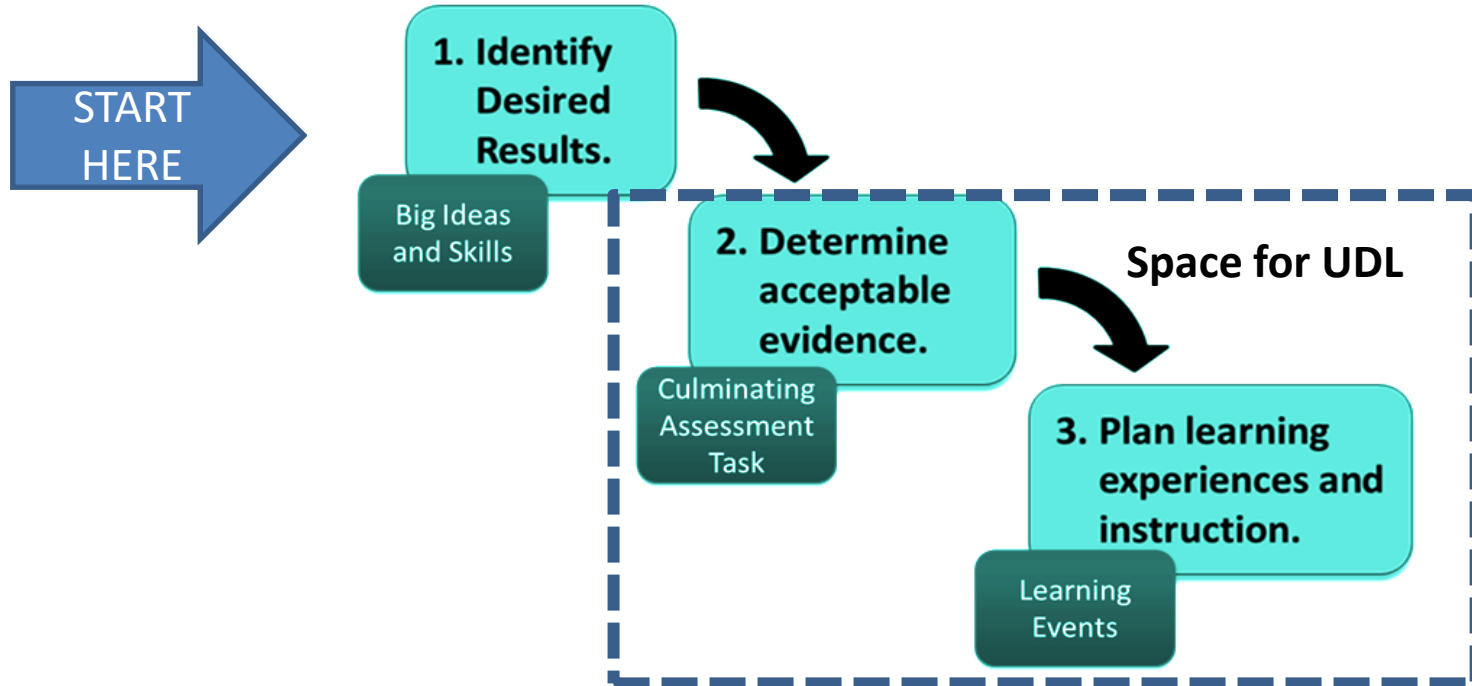 START
HERE
1. Identify
Desired
Results.
Big Ideas
and Skills
2. Determine
acceptable
evidence.
Space for UDL
Culminating
Assessment
Task
3. Plan learning
experiences and
instruction.
Learning
Events